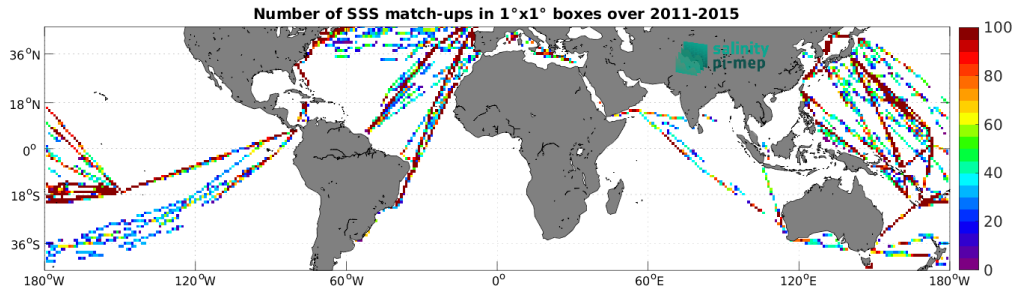 Number of SSS match-ups in 1°x1° boxes over 2011-2015
salinity
pi-mep
36°N
18°N
0°
18°S
36°S
180°W
120°W
60°W
0°
60°E
120°E
180°W
100
80
60
40
20
0